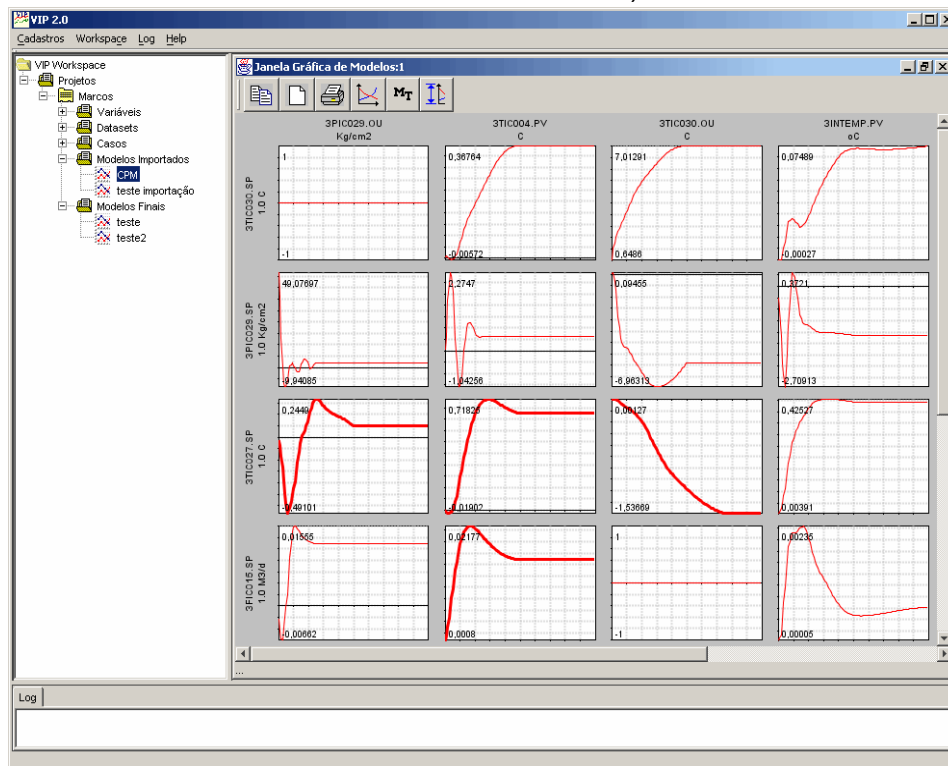 VIP 2.0
Cadastros Workspace Log Help
VIP Workspace
Projetos
Marcos
Variáveis
Datasets
Casos
Modelos Importados
CPM
teste importação
Modelos Finais
teste
teste2
Janela Gráfica de Modelos:1
MT
3PIC029.OU 3TIC004.PV 3TIC030.OU 3INTEMP.PV
Kg/cm2 C C oC
3TIC030.SP
1.0 C
1 0,36764 7,01291 0,07489
-1 -0,00572 0,6486 -0,00027
3PIC029.SP
1.0 Kg/cm2
49,07697 2,2747 0,09455 0,3721
-9,94085 -1,04256 -6,96313 -2,70913
3TIC027.SP
1.0 C
0,2449 0,71826 0,08127 0,42527
-0,49101 -0,01902 -1,53669 0,00391
3FIC015.SP
1.0 M3/d
0,01555 0,02177 1 0,00235
-0,00662 0,0008 -1 0,00005
...
Log